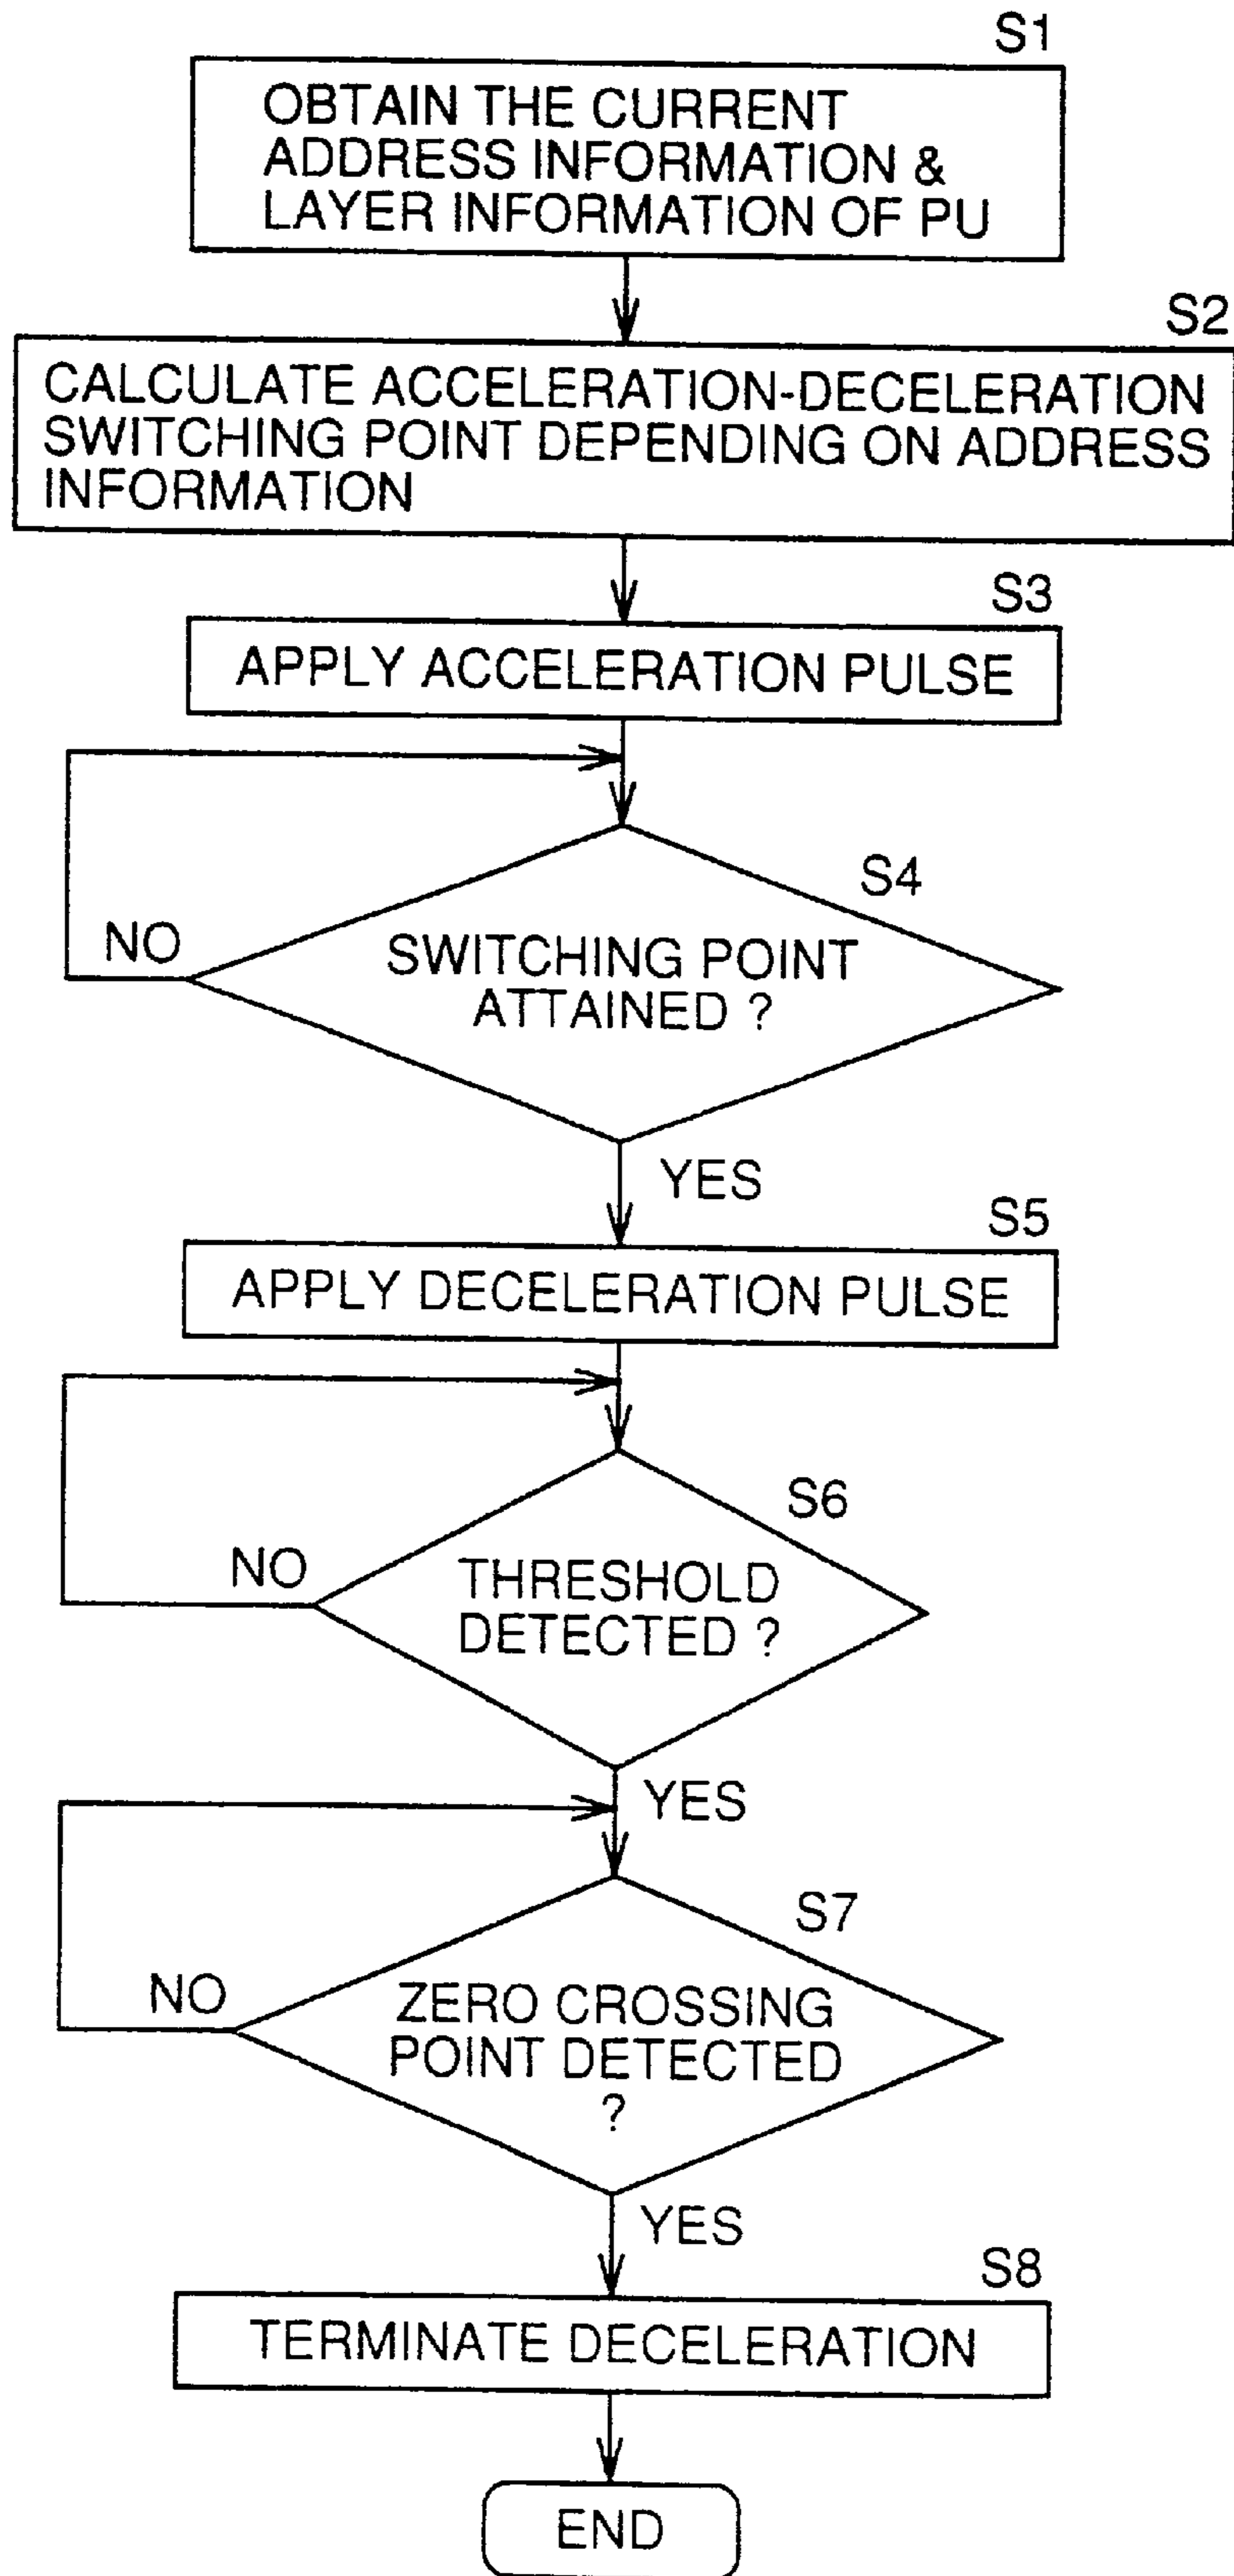 S1
OBTAIN THE CURRENT
ADDRESS INFORMATION &
LAYER INFORMATION OF PU
S2
CALCULATE ACCELERATION-DECELERATION
SWITCHING POINT DEPENDING ON ADDRESS
INFORMATION
S3
APPLY ACCELERATION PULSE
S4
NO
SWITCHING POINT
ATTAINED ?
YES
S5
APPLY DECELERATION PULSE
S6
NO
THRESHOLD
DETECTED ?
YES
S7
NO
ZERO CROSSING
POINT DETECTED
?
YES
S8
TERMINATE DECELERATION
END